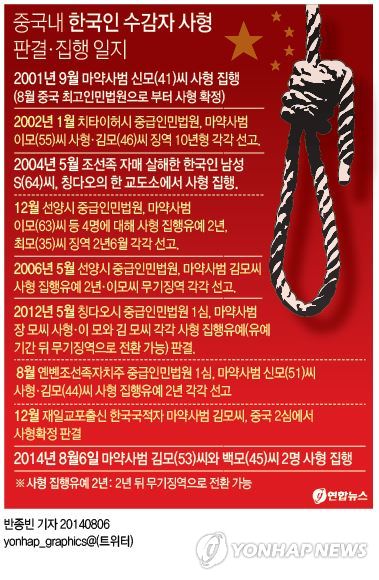 중국내 한국인 수감자 사형
판결·집행 일지
2001년 9월 마약사범 신모(41)씨 사형 집행
(8월 중국 최고인민법원으로 부터 사형 확정)
2002년 1월 치타이허시 중급인민법원, 마약사범
이모(55)씨 사형·김모(46)씨 징역 10년형 각각 선고.
2004년 5월 조선족 자매 살해한 한국인 남성
S(64)씨, 칭다오의 한 교도소에서 사형 집행.
12월 선양시 중급인민법원, 마약사범
이모(63)씨 등 4명에 대해 사형 집행유예 2년,
최모(35)씨 징역 2년6월 각각 선고.
2006년 5월 선양시 중급인민법원, 마약사범 김모씨
사형 집행유예 2년·이모씨 무기징역 각각 선고.
2012년 5월 칭다오시 중급인민법원 1심, 마약사범
장 모씨 사형·이 모와 김 모씨 각각 사형 집행유예(유예
기간 뒤 무기징역으로 전환 가능) 판결.
8월 옌볜조선족자치주 중급인민법원 1심, 마약사범 신모(51)씨
사형·김모(44)씨 사형 집행유예 2년 각각 선고
12월 재일교포출신 한국국적자 마약사범 김모씨, 중국 2심에서
사형확정 판결
2014년 8월6일 마약사범 김모(53)씨와 백모(45)씨 2명 사형 집행
※ 사형 집행유예 2년 : 2년 뒤 무기징역으로 전환 가능
연합뉴스
반종빈 기자 20140806
yonhap_graphics@(트위터)
YONHAP NEWS